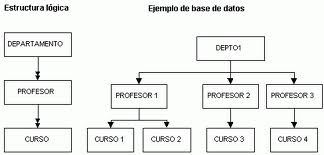 Estructura lógica
Ejemplo de base de datos
DEPARTAMENTO
DEPTO1
PROFESOR
PROFESOR 1
PROFESOR 2
PROFESOR 3
CURSO
CURSO 1
CURSO 2
CURSO 3
CURSO 4